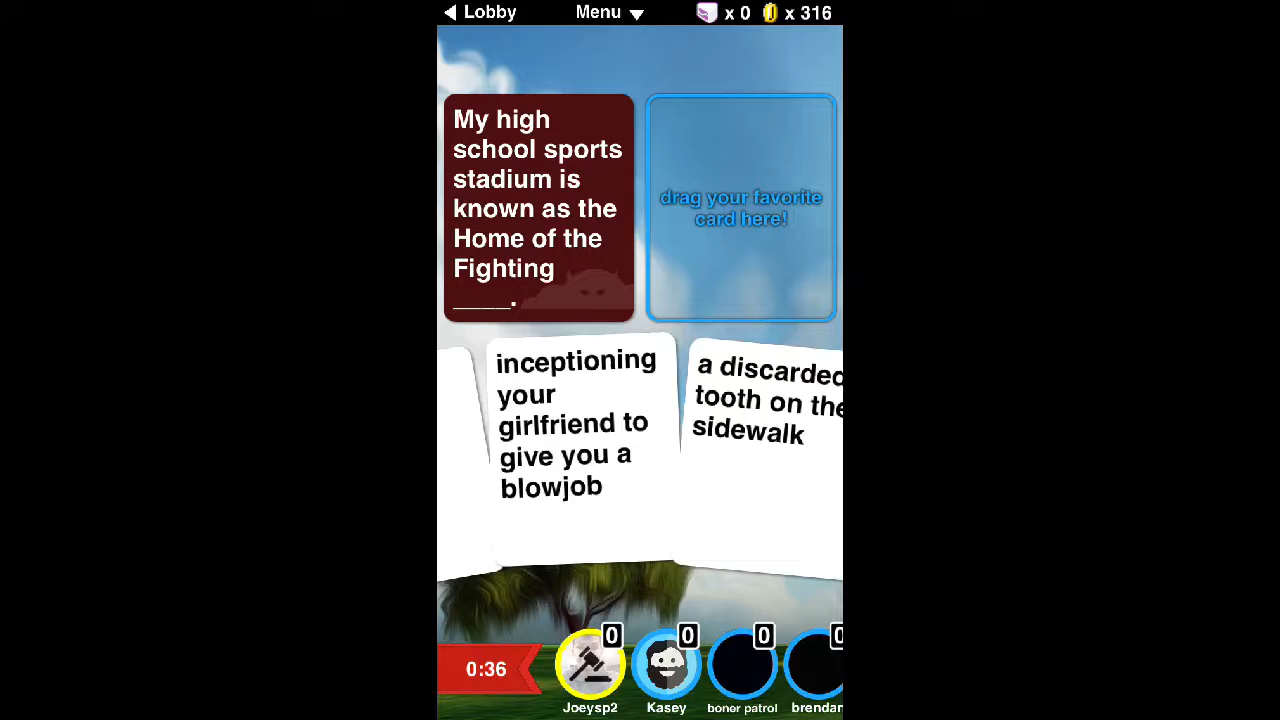 Lobby Menu x 0 x 316
My high
school sports
stadium is
known as the
Home of the
Fighting
____.
drag your favorite
card here!
inceptioning
your
girlfriend to
give you a
blowjob
a discarded
tooth on the
sidewalk
0:36
0 0 0 0
Joeysp2 Kasey boner patrol brendan